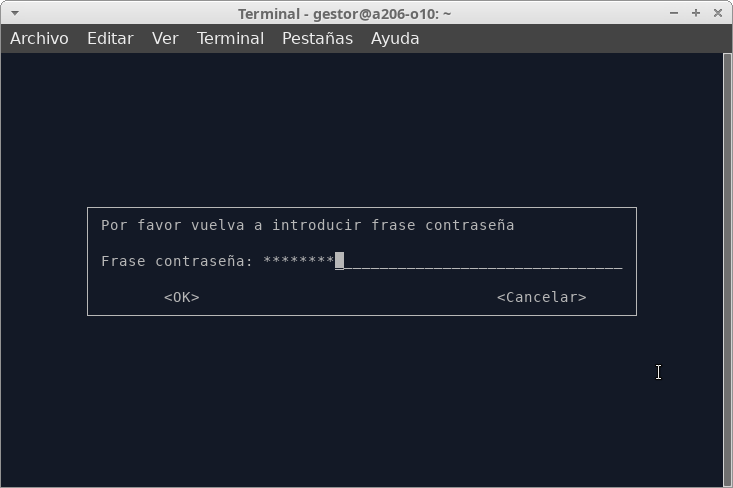 Terminal - gestor@a206-o10: ~
Archivo Editar Ver Terminal Pestañas Ayuda
Por favor vuelva a introducir frase contraseña
Frase contraseña: ********________________________________
<OK> <Cancelar>